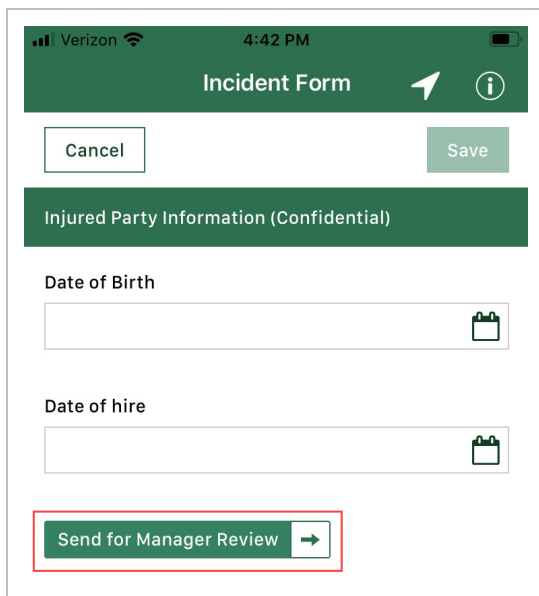 Verizon 4:42 PM
Incident Form
Cancel Save
Injured Party Information (Confidential)
Date of Birth
Date of hire
Send for Manager Review